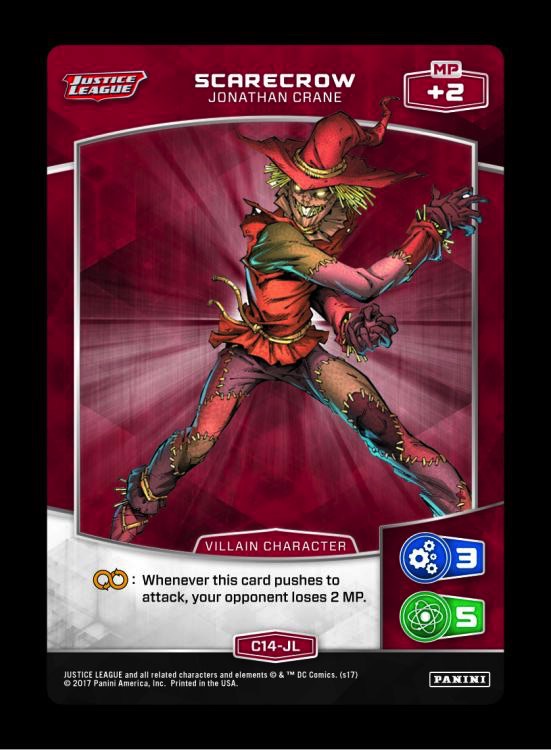 JUSTICE
LEAGUE
SCARECROW
JONATHAN CRANE
MP
+2
VILLAIN CHARACTER
: Whenever this card pushes to
attack, your opponent loses 2 MP.
3
5
C14-JL
JUSTICE LEAGUE and all related characters and elements © & ™ DC Comics. (s17)
© 2017 Panini America, Inc. Printed in the USA.
PANINI